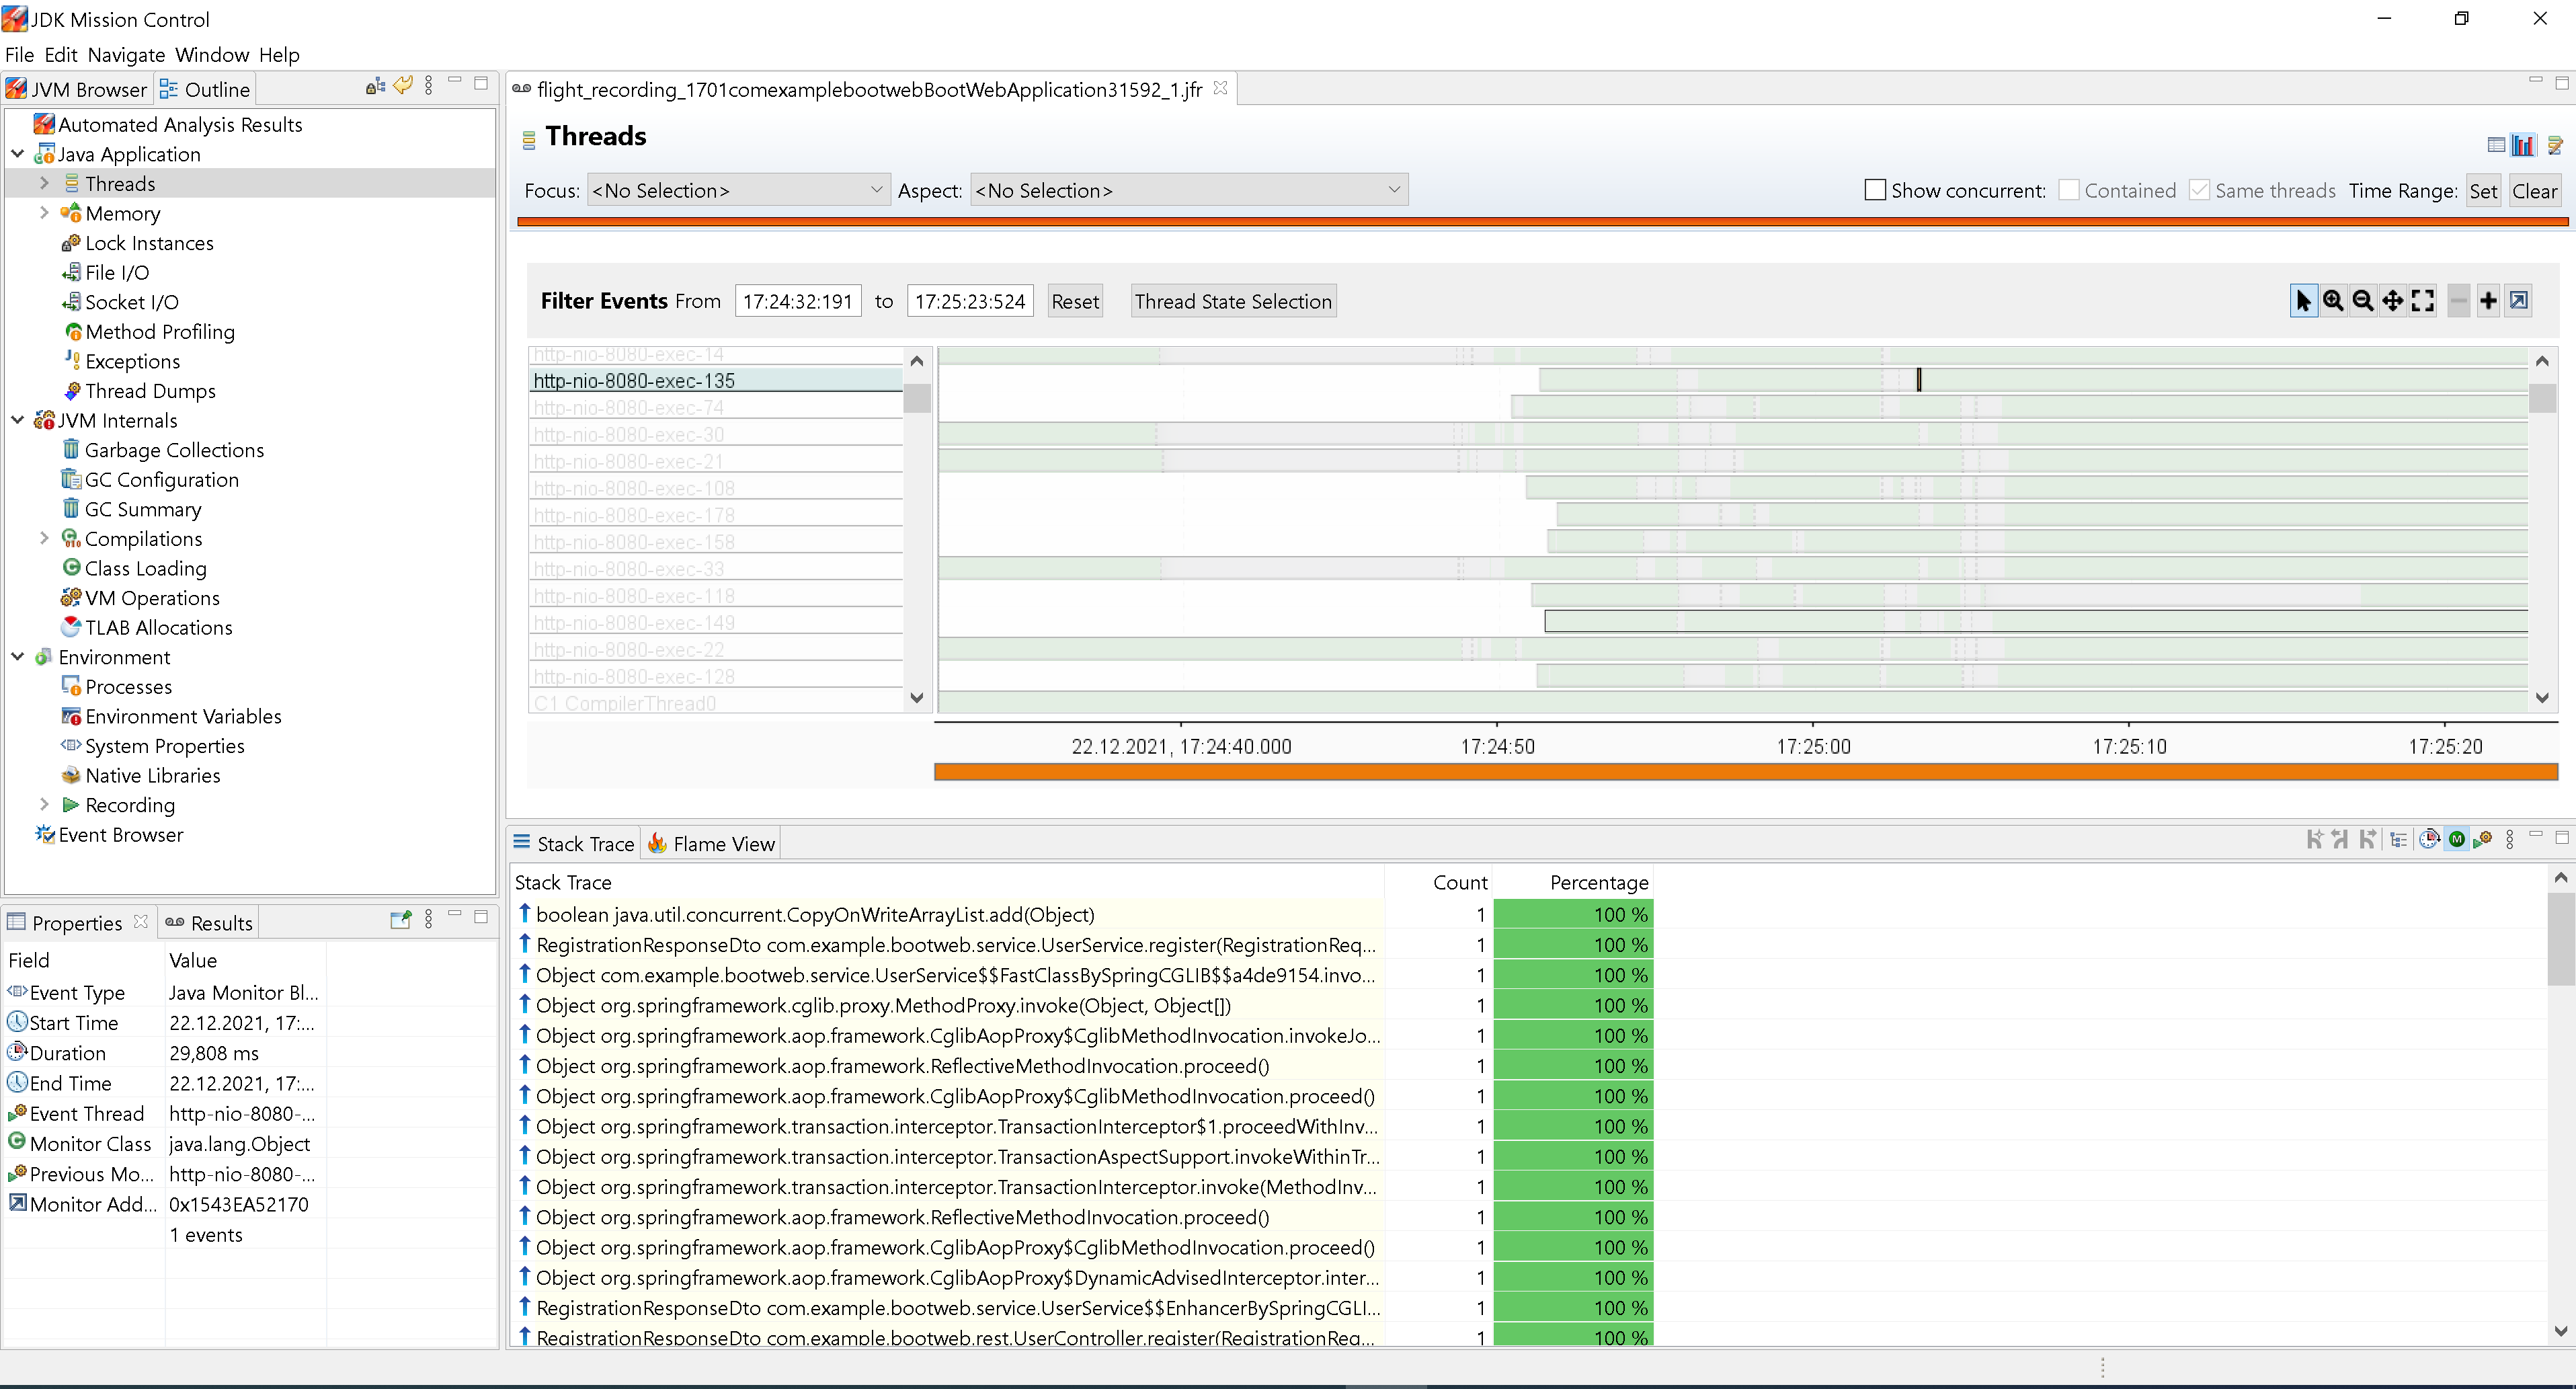 JDK Mission Control
File Edit Navigate Window Help
JVM Browser Outline
Automated Analysis Results
Java Application
Threads
Memory
Lock Instances
File I/O
Socket I/O
Method Profiling
Exceptions
Thread Dumps
JVM Internals
Garbage Collections
GC Configuration
GC Summary
Compilations
Class Loading
VM Operations
TLAB Allocations
Environment
Processes
Environment Variables
System Properties
Native Libraries
Recording
Event Browser
Properties Results
Field Value
Event Type Java Monitor Bl...
Start Time 22.12.2021, 17:...
Duration 29,808 ms
End Time 22.12.2021, 17:...
Event Thread http-nio-8080-...
Monitor Class java.lang.Object
Previous Mo... http-nio-8080-...
Monitor Add... 0x1543EA52170
1 events
flight_recording_1701comexamplebootwebBootWebApplication31592_1.jfr
Threads
Focus: <No Selection> Aspect: <No Selection> Show concurrent: Contained Same threads Time Range: Set Clear
Filter Events From 17:24:32:191 to 17:25:23:524 Reset Thread State Selection
http-nio-8080-exec-14
http-nio-8080-exec-135
http-nio-8080-exec-74
http-nio-8080-exec-30
http-nio-8080-exec-21
http-nio-8080-exec-108
http-nio-8080-exec-178
http-nio-8080-exec-158
http-nio-8080-exec-33
http-nio-8080-exec-118
http-nio-8080-exec-149
http-nio-8080-exec-22
http-nio-8080-exec-128
C1 CompilerThread0
22.12.2021, 17:24:40.000 17:24:50 17:25:00 17:25:10 17:25:20
Stack Trace Flame View
Stack Trace Count Percentage
boolean java.util.concurrent.CopyOnWriteArrayList.add(Object) 1 100 %
RegistrationResponseDto com.example.bootweb.service.UserService.register(RegistrationReq... 1 100 %
Object com.example.bootweb.service.UserService$$FastClassBySpringCGLIB$$a4de9154.invo... 1 100 %
Object org.springframework.cglib.proxy.MethodProxy.invoke(Object, Object[]) 1 100 %
Object org.springframework.aop.framework.CglibAopProxy$CglibMethodInvocation.invokeJo... 1 100 %
Object org.springframework.aop.framework.ReflectiveMethodInvocation.proceed() 1 100 %
Object org.springframework.aop.framework.CglibAopProxy$CglibMethodInvocation.proceed() 1 100 %
Object org.springframework.transaction.interceptor.TransactionInterceptor$1.proceedWithInv... 1 100 %
Object org.springframework.transaction.interceptor.TransactionAspectSupport.invokeWithinTr... 1 100 %
Object org.springframework.transaction.interceptor.TransactionInterceptor.invoke(MethodInv... 1 100 %
Object org.springframework.aop.framework.ReflectiveMethodInvocation.proceed() 1 100 %
Object org.springframework.aop.framework.CglibAopProxy$CglibMethodInvocation.proceed() 1 100 %
Object org.springframework.aop.framework.CglibAopProxy$DynamicAdvisedInterceptor.inter... 1 100 %
RegistrationResponseDto com.example.bootweb.service.UserService$$EnhancerBySpringCGLI... 1 100 %
RegistrationResponseDto com.example.bootweb.rest.UserController.register(RegistrationReq... 1 100 %